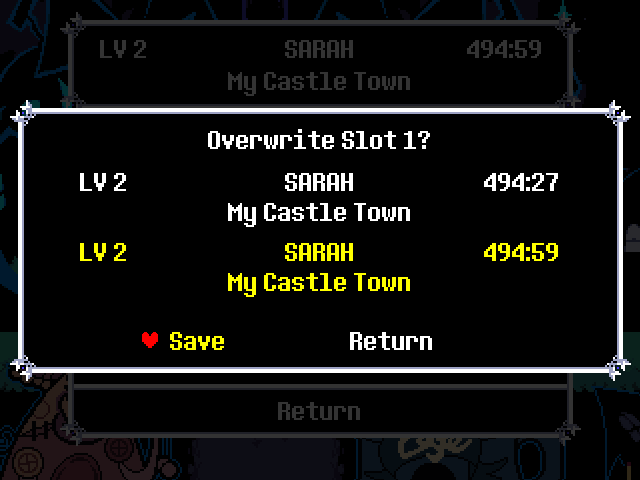 LV 2 SARAH 494:59
My Castle Town
Overwrite Slot 1?
LV 2 SARAH 494:27
My Castle Town
LV 2 SARAH 494:59
My Castle Town
Save Return
Return
Cafe